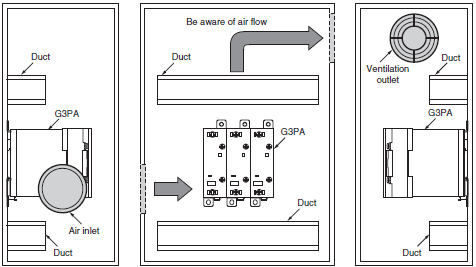 Duct
G3PA
Air inlet
Duct
Be aware of air flow
Duct
G3PA
Duct
Ventilation
outlet
Duct
G3PA
Duct